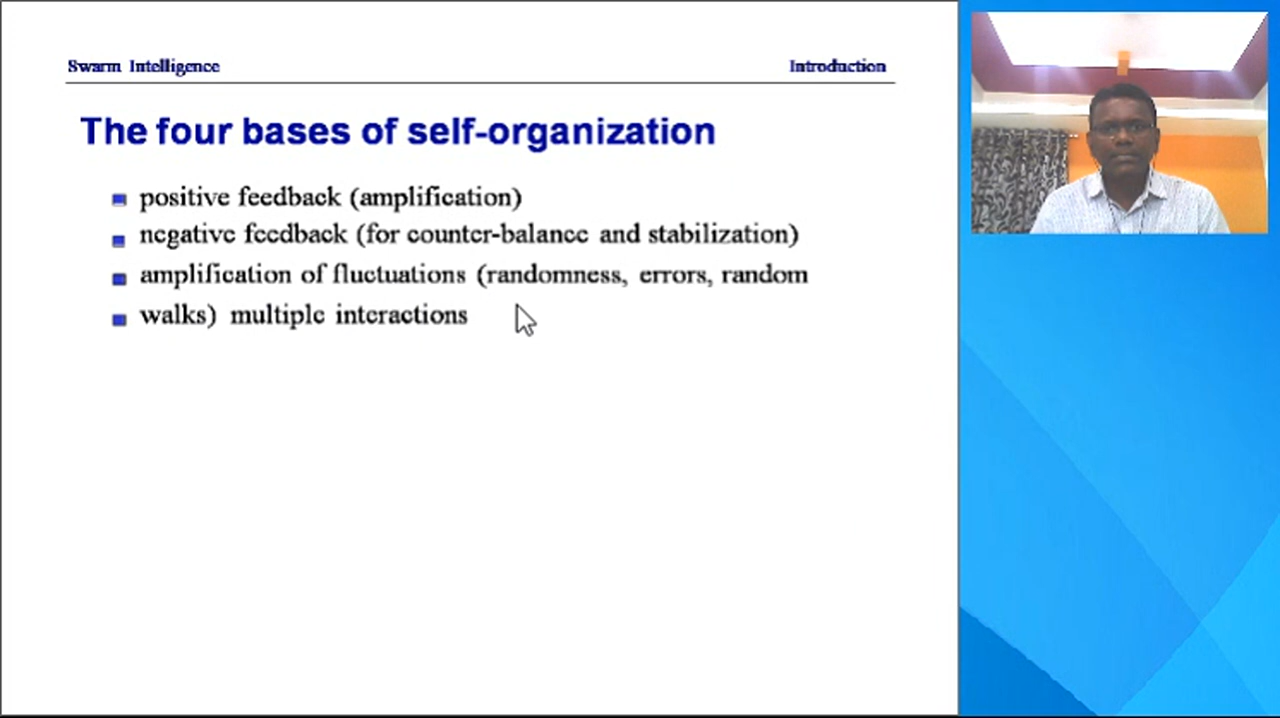 Swarm Intelligence Introduction
The four bases of self-organization
positive feedback (amplification)
negative feedback (for counter-balance and stabilization)
amplification of fluctuations (randomness, errors, random
walks) multiple interactions